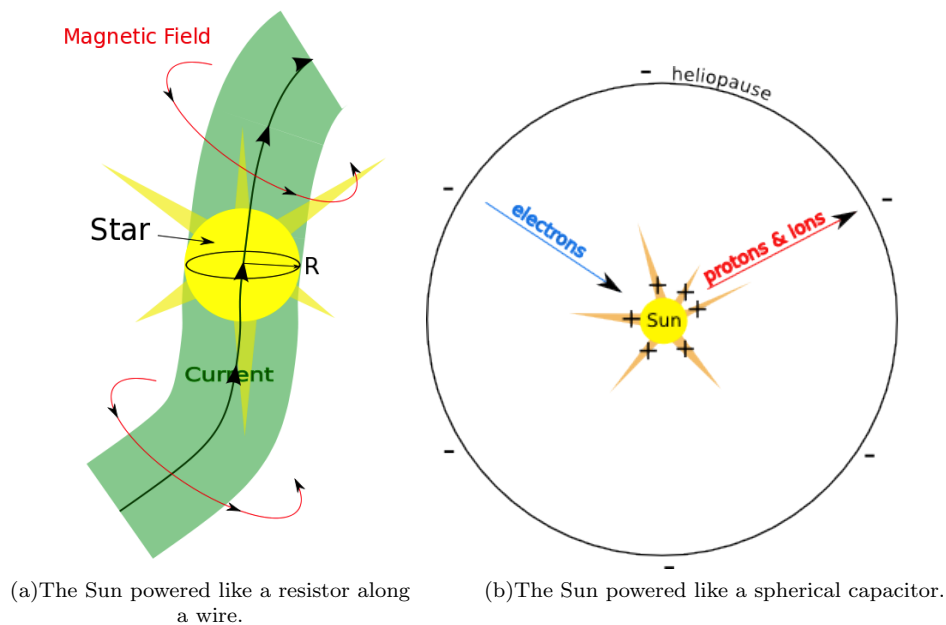 Magnetic Field
Star
R
Current
(a)The Sun powered like a resistor along
a wire.
-
heliopause
-
-
electrons
protons & ions
+
+
+
+
Sun
+
+
-
-
-
(b)The Sun powered like a spherical capacitor.